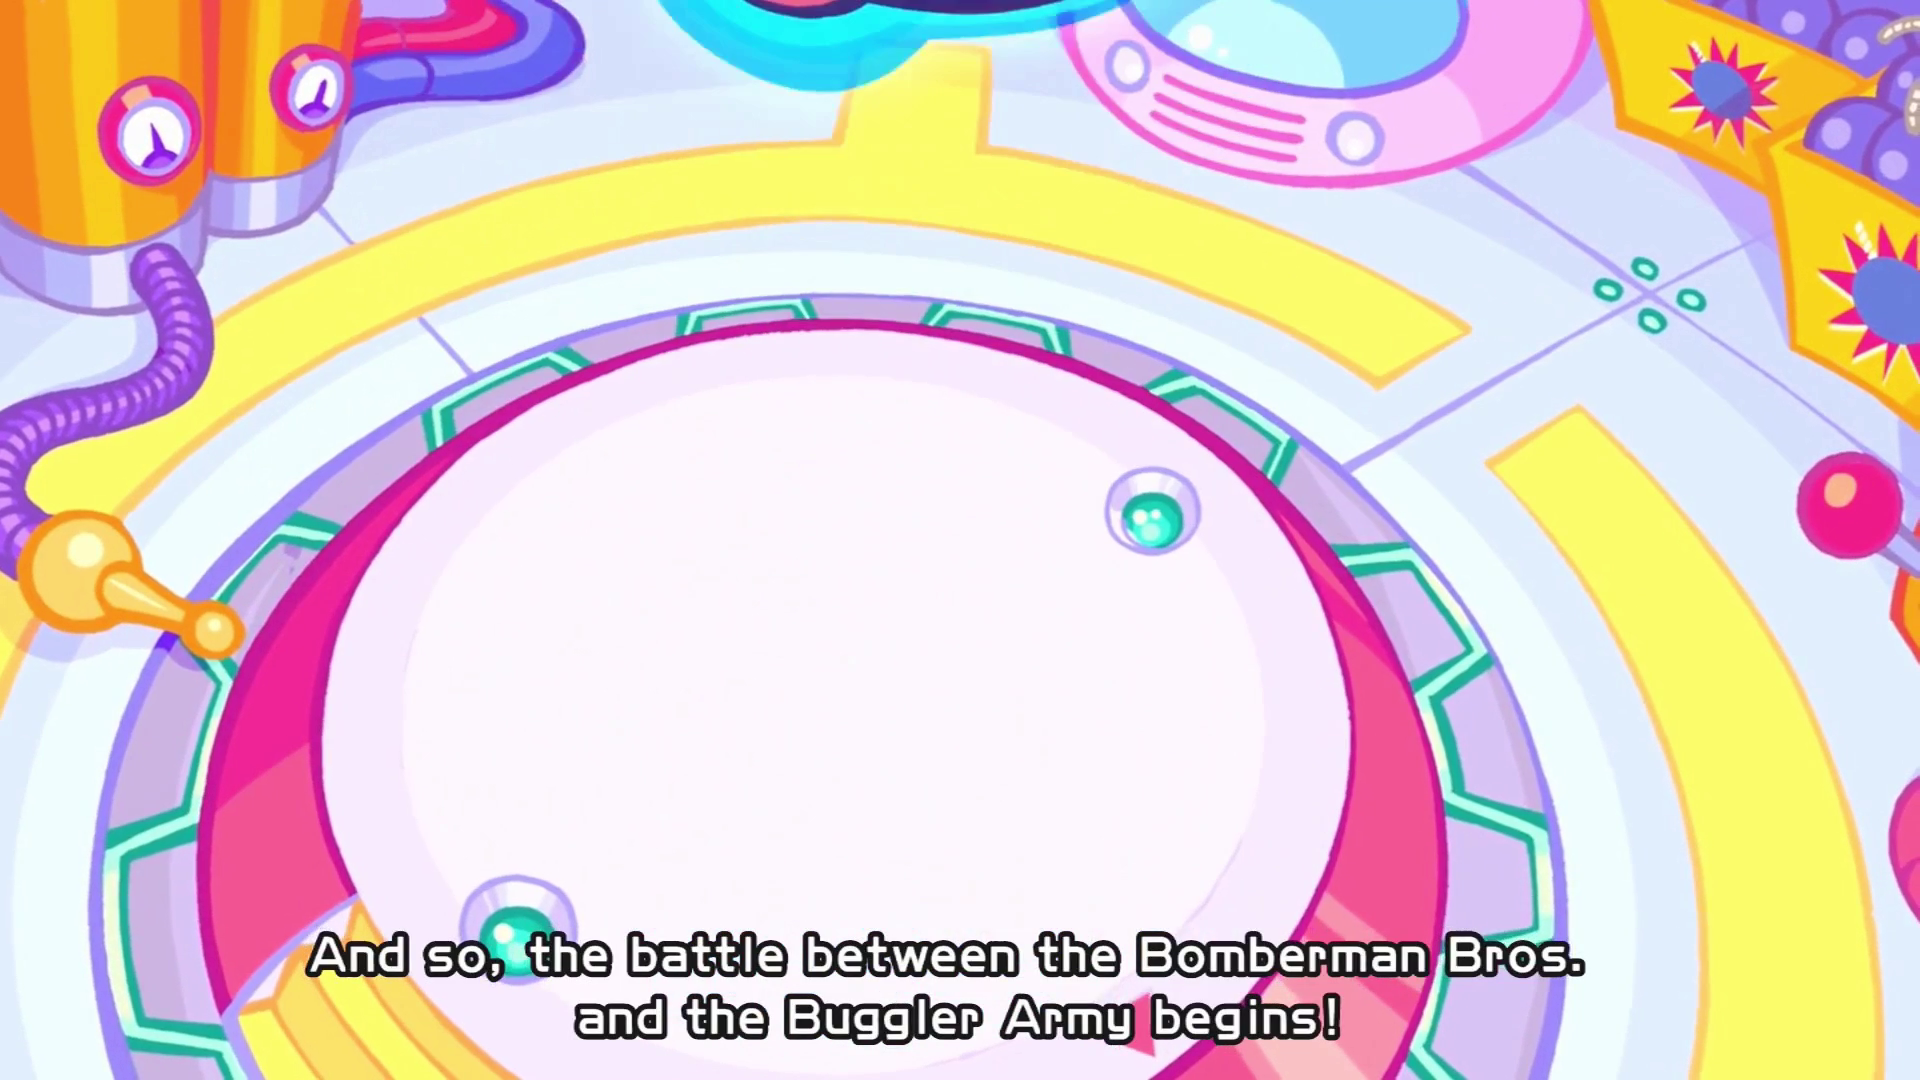 And so, the battle between the Bomberman Bros.
and the Buggler Army begins!